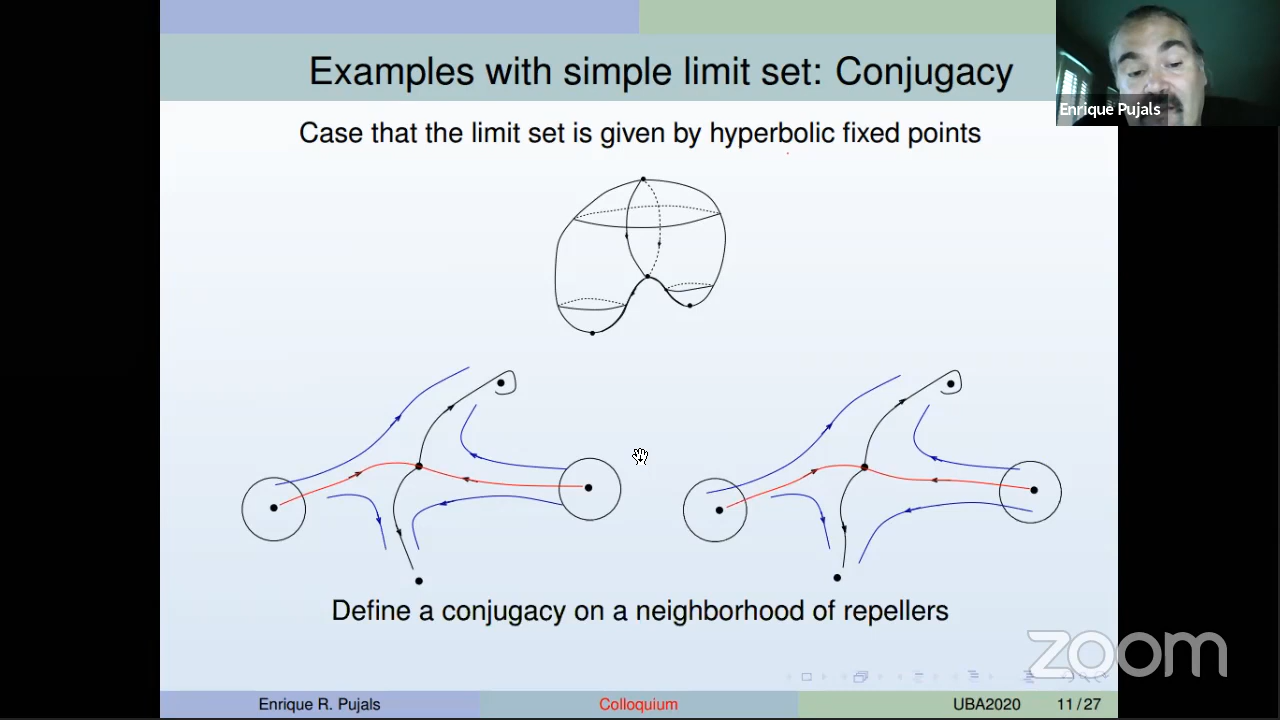 Examples with simple limit set: Conjugacy
Enrique Pujals
Case that the limit set is given by hyperbolic fixed points
Define a conjugacy on a neighborhood of repellers
zoom
Enrique R. Pujals
Colloquium
UBA2020
11/27